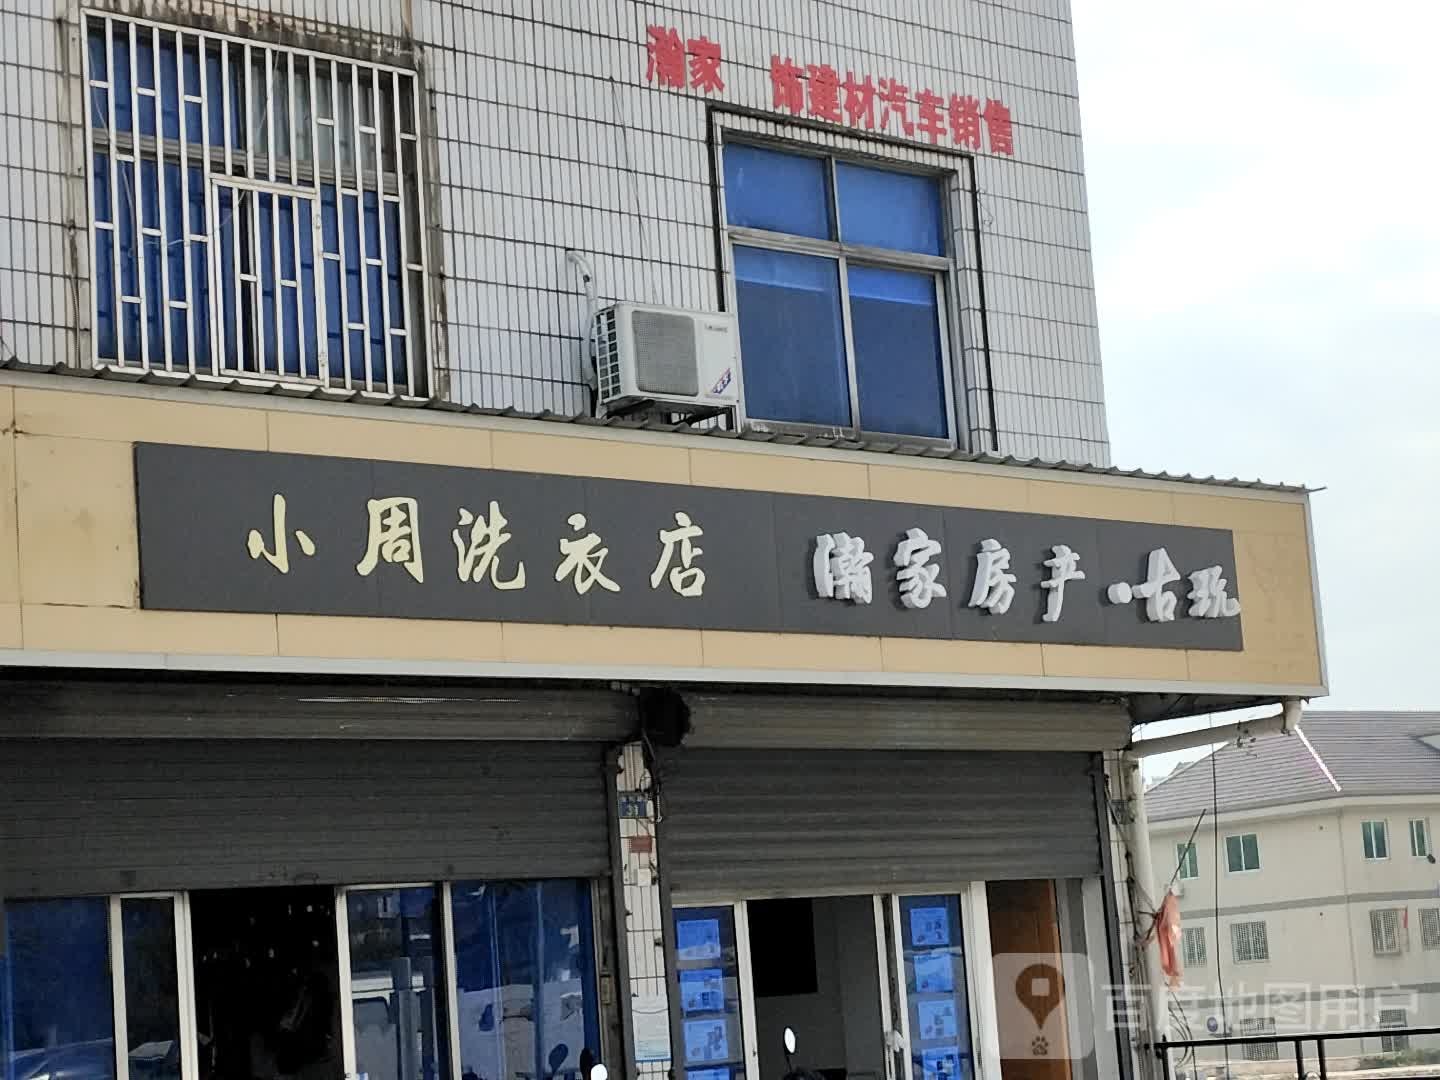 瀚家 饰建材汽车销售
小周洗衣店 瀚家房产·古玩
33
百度地图用户